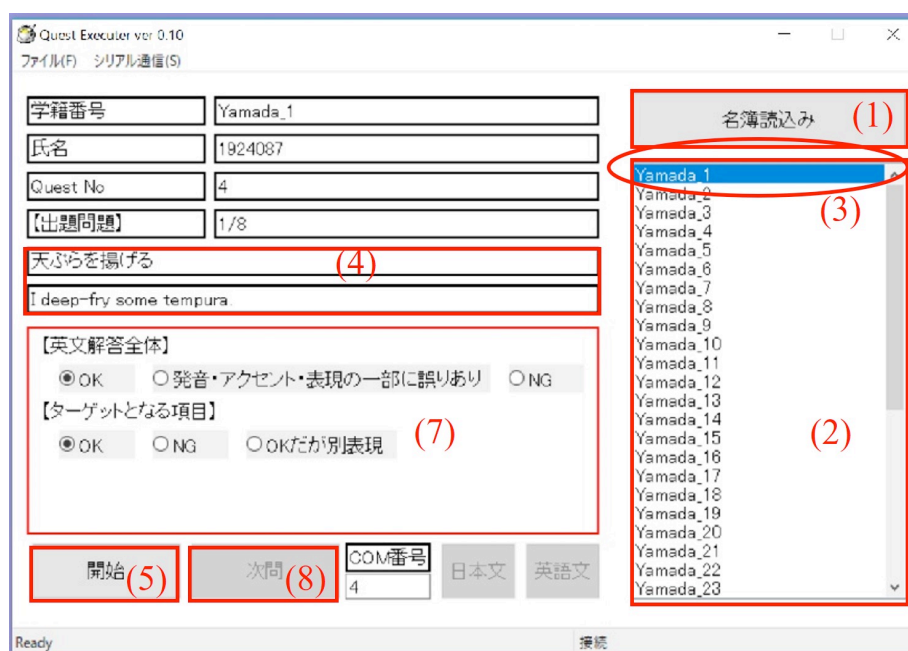 Quest Executer ver 0.10
ファイル(F) シリアル通信(S)
学籍番号 Yamada_1
氏名 1924087
Quest No 4
【出題問題】 1/8
天ぷらを揚げる
(4)
I deep-fry some tempura.
【英文解答全体】
OK 発音・アクセント・表現の一部に誤りあり NG
【ターゲットとなる項目】
OK NG OKだが別表現
(7)
開始 (5) 次問 (8) COM番号 4 日本文 英語文
名簿読込み (1)
Yamada_1
Yamada_2
(3)
Yamada_3
Yamada_4
Yamada_5
Yamada_6
Yamada_7
Yamada_8
Yamada_9
Yamada_10
Yamada_11
Yamada_12
Yamada_13
Yamada_14
Yamada_15
(2)
Yamada_16
Yamada_17
Yamada_18
Yamada_19
Yamada_20
Yamada_21
Yamada_22
Yamada_23
Ready 接続